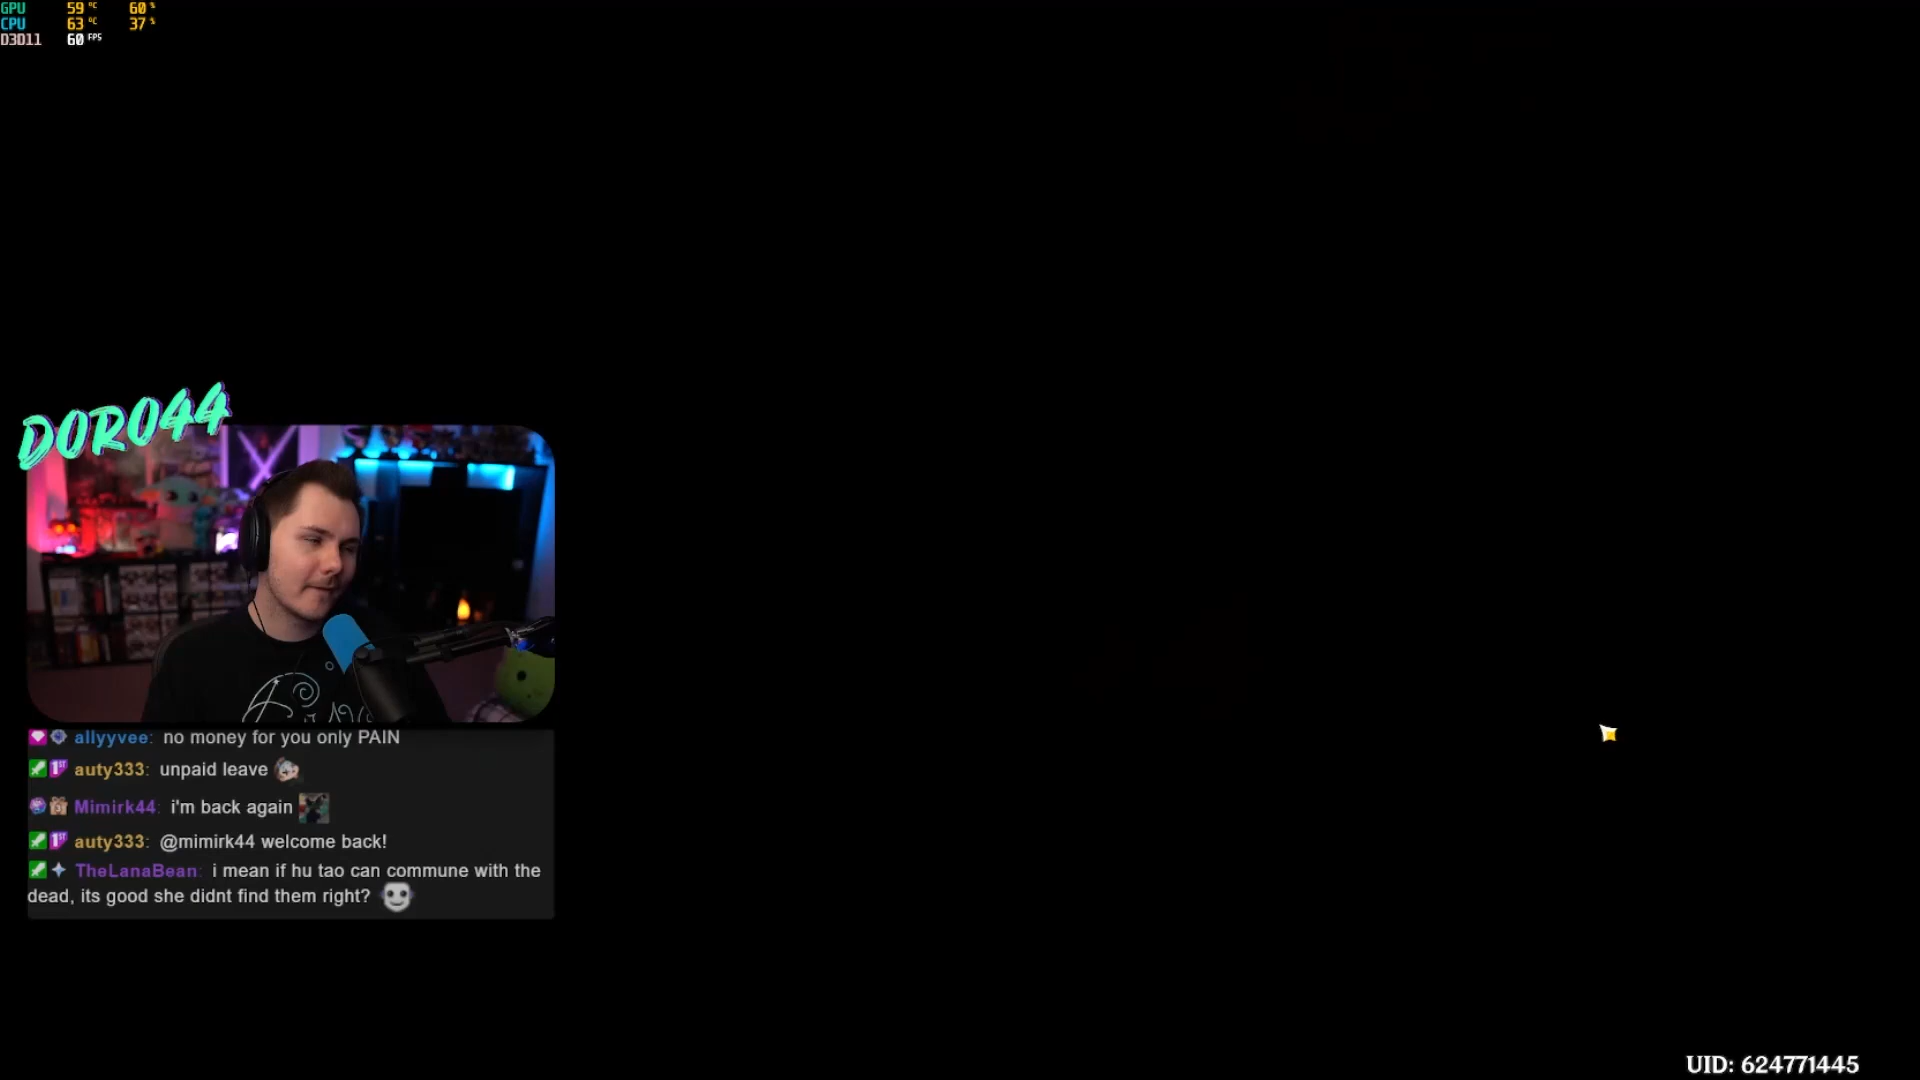 GPU 59 °C 60 %
CPU 63 °C 37 %
D3D11 60 FPS
DORO44
allyyvee: no money for you only PAIN
1ST auty333: unpaid leave
Mimirk44: i'm back again
1ST auty333: @mimirk44 welcome back!
TheLanaBean: i mean if hu tao can commune with the
dead, its good she didnt find them right?
UID: 624771445